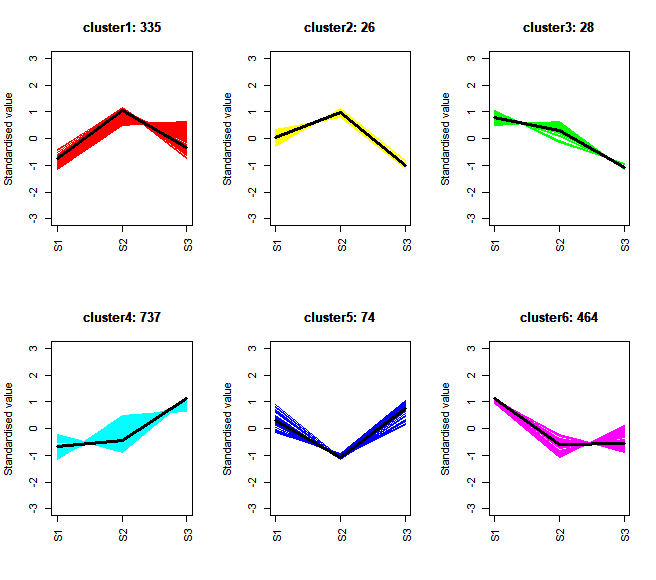 cluster1: 335
Standardised value
3
2
1
0
-1
-2
-3
S1
S2
S3
cluster2: 26
Standardised value
3
2
1
0
-1
-2
-3
S1
S2
S3
cluster3: 28
Standardised value
3
2
1
0
-1
-2
-3
S1
S2
S3
cluster4: 737
Standardised value
3
2
1
0
-1
-2
-3
S1
S2
S3
cluster5: 74
Standardised value
3
2
1
0
-1
-2
-3
S1
S2
S3
cluster6: 464
Standardised value
3
2
1
0
-1
-2
-3
S1
S2
S3